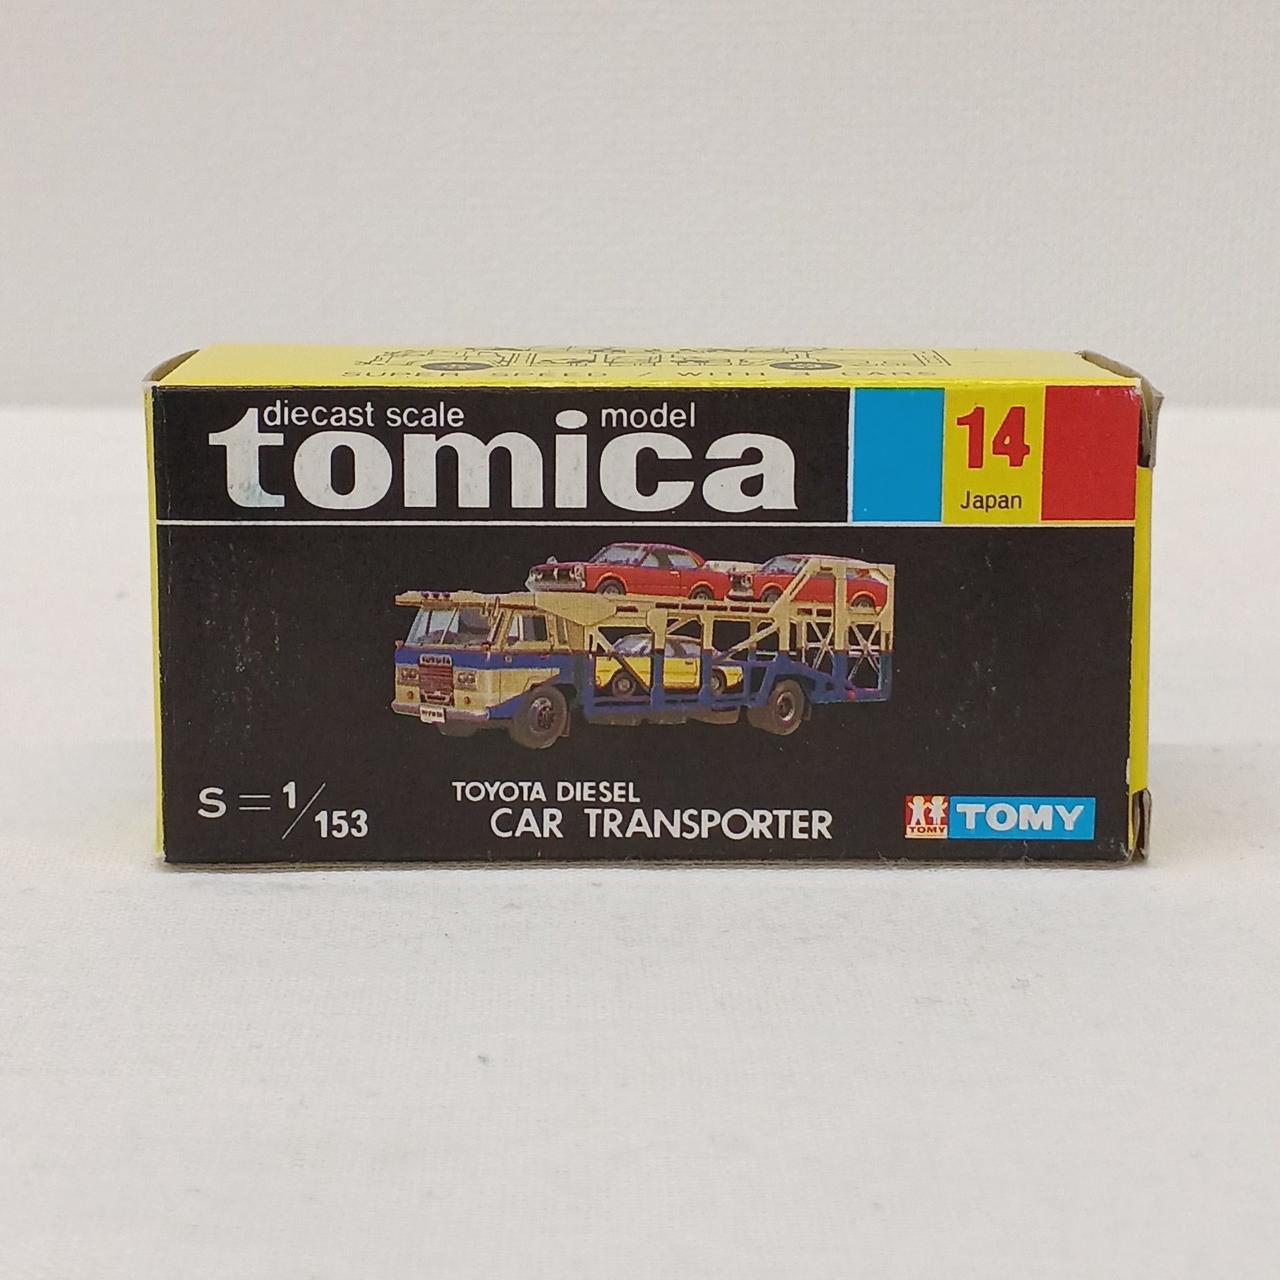 SUPER SPEED / WITH 4 CARS
diecast scale model
tomica
14
Japan
TOYOTA
S=1/153
TOYOTA DIESEL
CAR TRANSPORTER
TOMY
TOMY